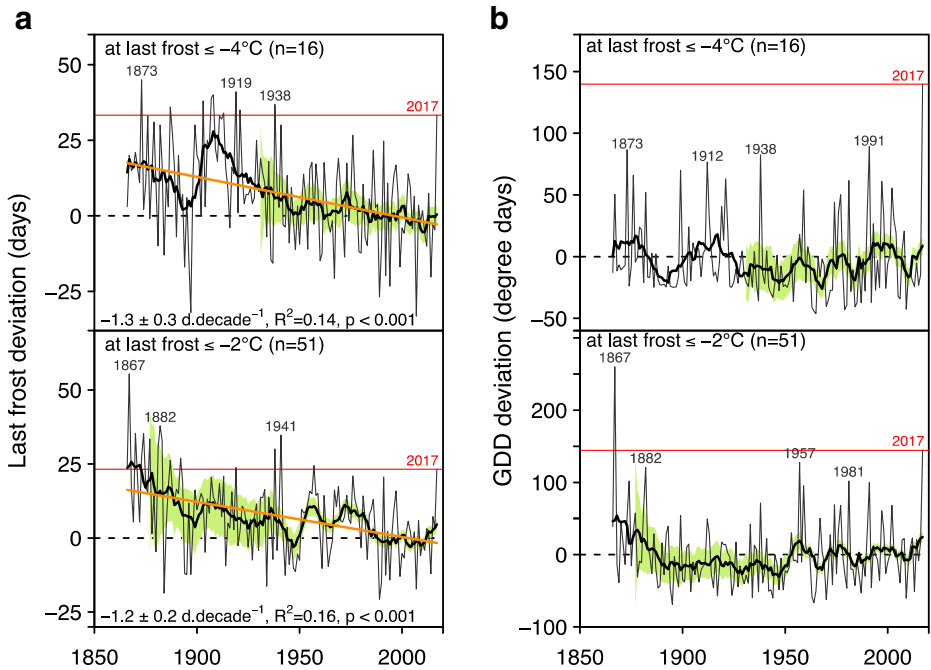 a
Last frost deviation (days)
at last frost ≤ −4°C (n=16)
50
25
0
−25
1873
1919
1938
2017
−1.3 ± 0.3 d.decade⁻¹, R²=0.14, p < 0.001
at last frost ≤ −2°C (n=51)
50
25
0
−25
1867
1882
1941
2017
−1.2 ± 0.2 d.decade⁻¹, R²=0.16, p < 0.001
1850 1900 1950 2000
b
GDD deviation (degree days)
at last frost ≤ −4°C (n=16)
150
100
50
0
−50
1873
1912
1938
1991
2017
at last frost ≤ −2°C (n=51)
200
100
0
−100
1867
1882
1957
1981
2017
1850 1900 1950 2000